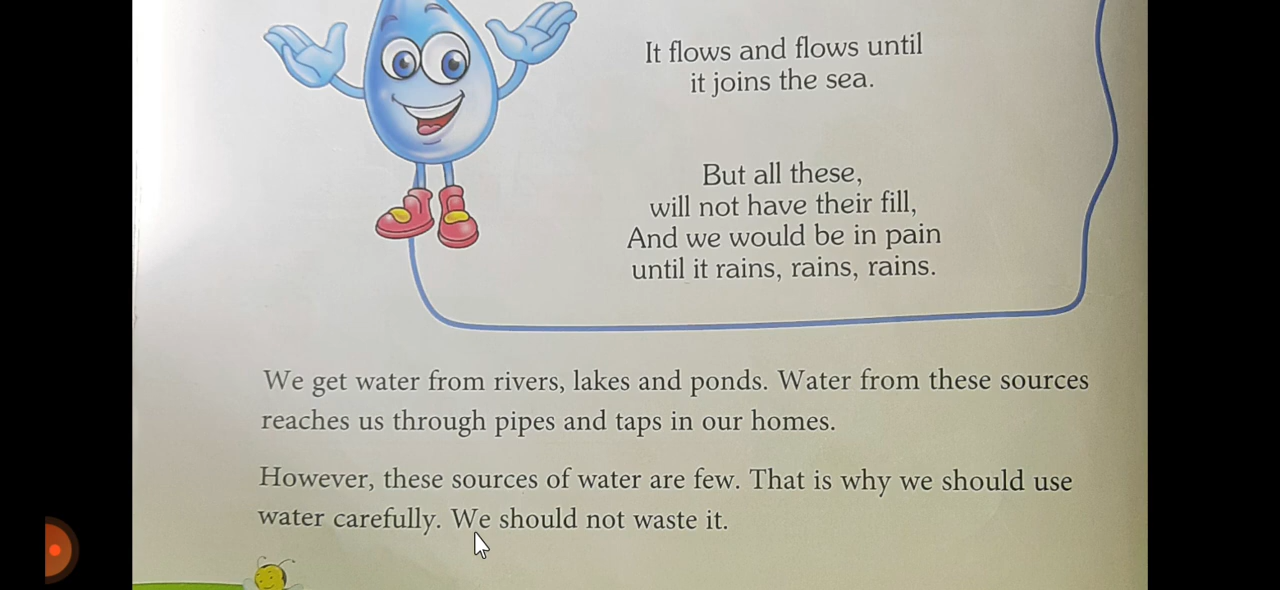 It flows and flows until
it joins the sea.
But all these,
will not have their fill,
And we would be in pain
until it rains, rains, rains.
We get water from rivers, lakes and ponds. Water from these sources
reaches us through pipes and taps in our homes.
However, these sources of water are few. That is why we should use
water carefully. We should not waste it.